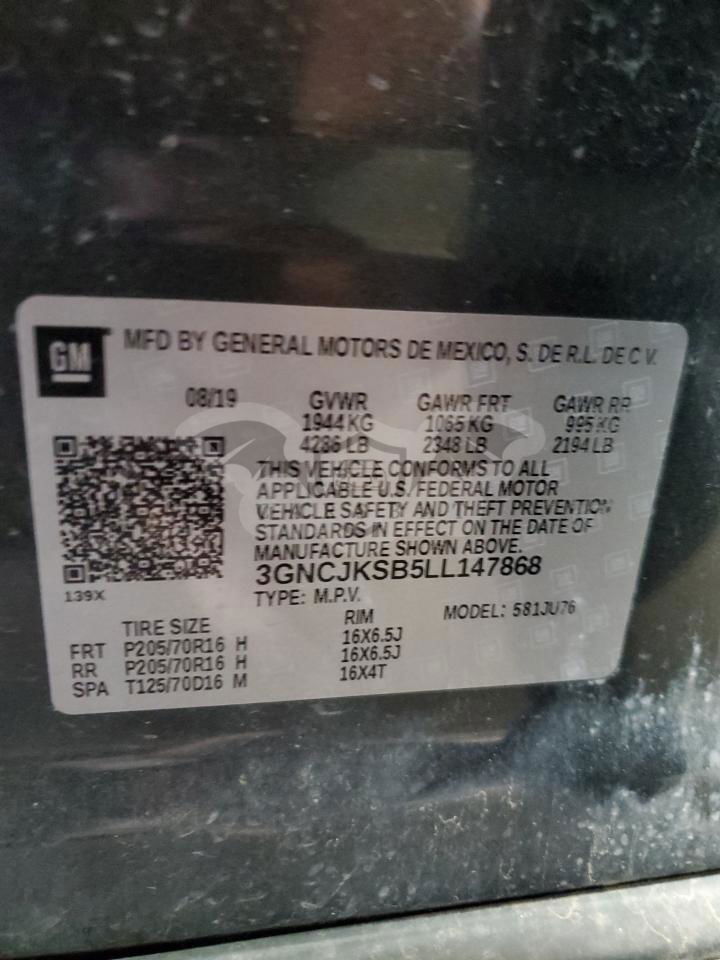 GM
MFD BY GENERAL MOTORS DE MEXICO, S. DE R.L. DE C V.
08/19 GVWR GAWR FRT GAWR RR
1944 KG 1065 KG 995 KG
4286 LB 2348 LB 2194 LB
THIS VEHICLE CONFORMS TO ALL
APPLICABLE U.S. FEDERAL MOTOR
VEHICLE SAFETY AND THEFT PREVENTION
STANDARDS IN EFFECT ON THE DATE OF
MANUFACTURE SHOWN ABOVE.
3GNCJKSB5LL147868
139X
TYPE: M.P.V. MODEL: 581JU76
TIRE SIZE RIM
FRT P205/70R16 H 16X6.5J
RR P205/70R16 H 16X6.5J
SPA T125/70D16 M 16X4T